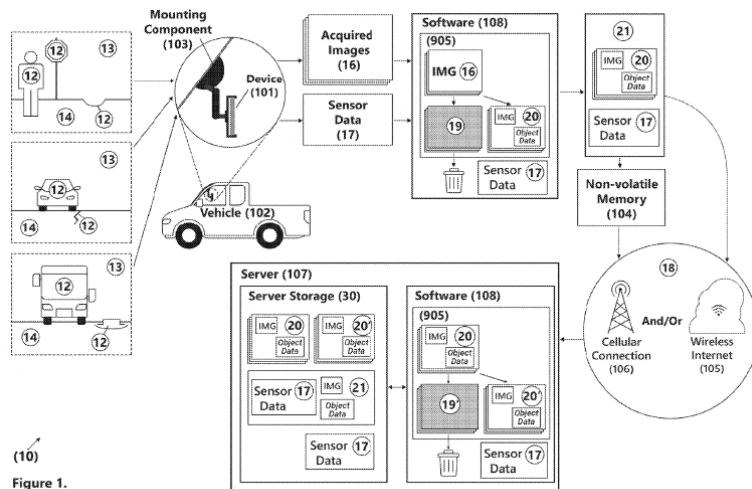 12
13
12
14
12
13
12
14
12
13
12
14
12
Mounting
Component
(103)
Device
(101)
Vehicle (102)
Acquired
Images
(16)
Sensor
Data
(17)
Software (108)
(905)
IMG 16
19
IMG 20
Object
Data
Sensor 17
Data
21
IMG 20
Object
Data
Sensor 17
Data
Non-volatile
Memory
(104)
18
And/Or
Cellular
Connection
(106)
Wireless
Internet
(105)
Server (107)
Server Storage (30)
IMG 20
Object
Data
IMG 20'
Object
Data
Sensor 17
Data
IMG 21
Object
Data
Sensor 17
Data
Software (108)
(905)
IMG 20
Object
Data
19'
IMG 20'
Object
Data
Sensor 17
Data
(10)
Figure 1.